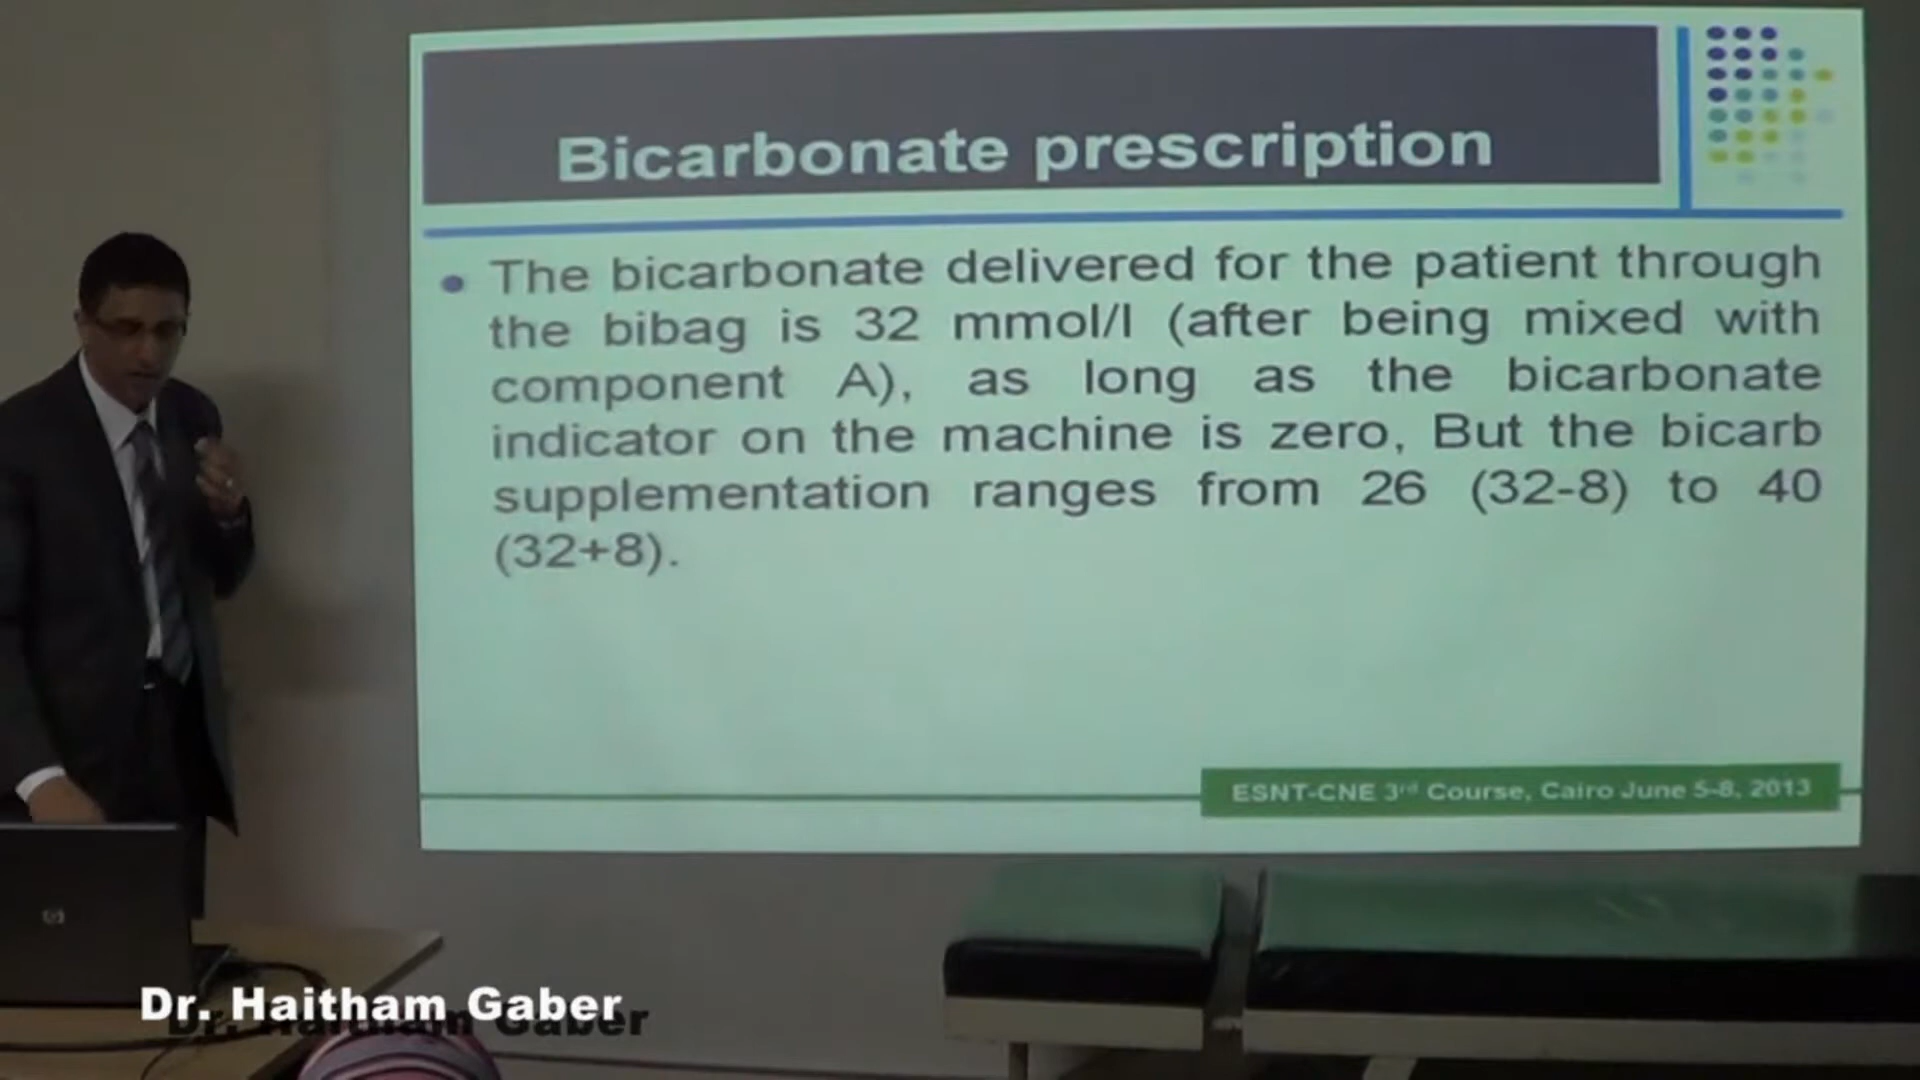 Bicarbonate prescription
• The bicarbonate delivered for the patient through
the bibag is 32 mmol/l (after being mixed with
component A), as long as the bicarbonate
indicator on the machine is zero, But the bicarb
supplementation ranges from 26 (32-8) to 40
(32+8).
ESNT-CNE 3rd Course, Cairo June 5-8, 2013
hp
Dr. Haitham Gaber